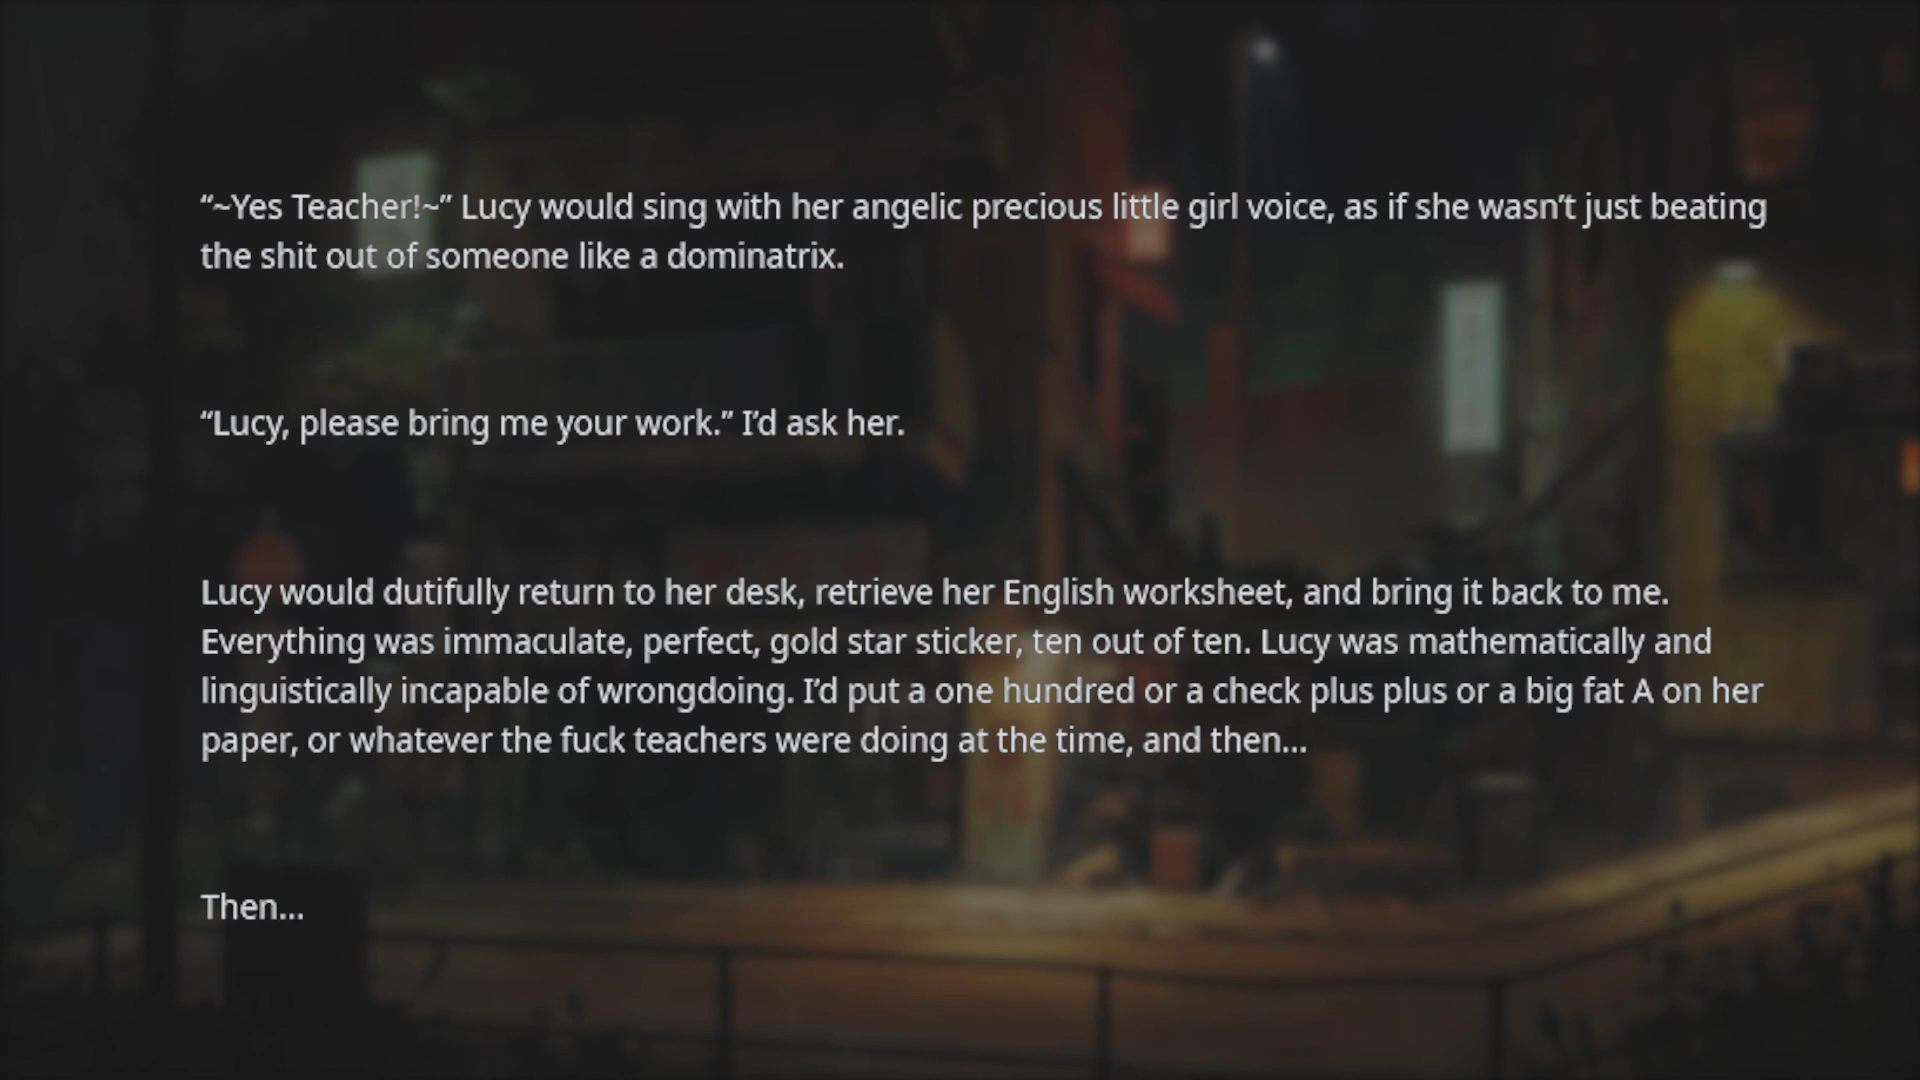 “~Yes Teacher!~” Lucy would sing with her angelic precious little girl voice, as if she wasn’t just beating
the shit out of someone like a dominatrix.
“Lucy, please bring me your work.” I’d ask her.
Lucy would dutifully return to her desk, retrieve her English worksheet, and bring it back to me.
Everything was immaculate, perfect, gold star sticker, ten out of ten. Lucy was mathematically and
linguistically incapable of wrongdoing. I’d put a one hundred or a check plus plus or a big fat A on her
paper, or whatever the fuck teachers were doing at the time, and then...
Then...